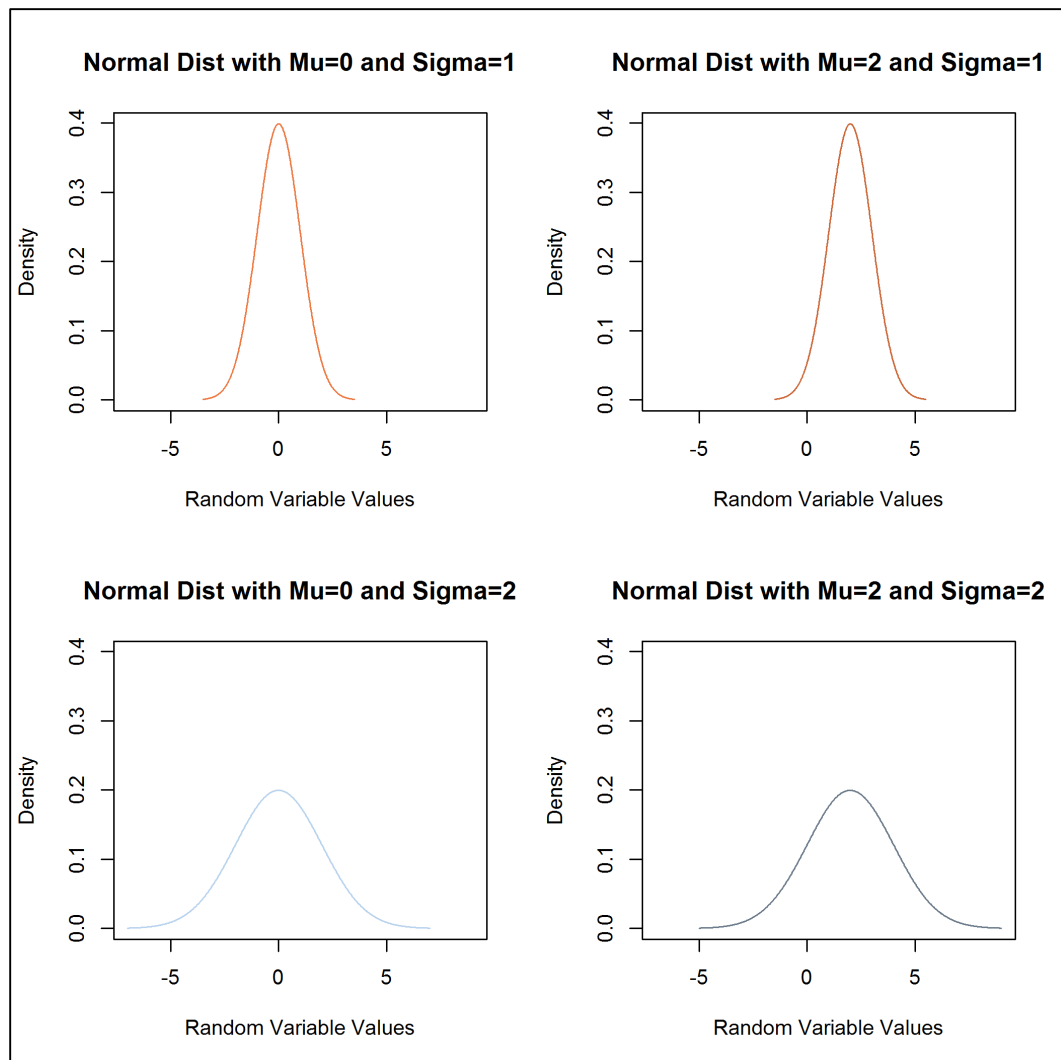 Normal Dist with Mu=0 and Sigma=1
Density
0.4
0.3
0.2
0.1
0.0
-5 0 5
Random Variable Values
Normal Dist with Mu=2 and Sigma=1
Density
0.4
0.3
0.2
0.1
0.0
-5 0 5
Random Variable Values
Normal Dist with Mu=0 and Sigma=2
Density
0.4
0.3
0.2
0.1
0.0
-5 0 5
Random Variable Values
Normal Dist with Mu=2 and Sigma=2
Density
0.4
0.3
0.2
0.1
0.0
-5 0 5
Random Variable Values